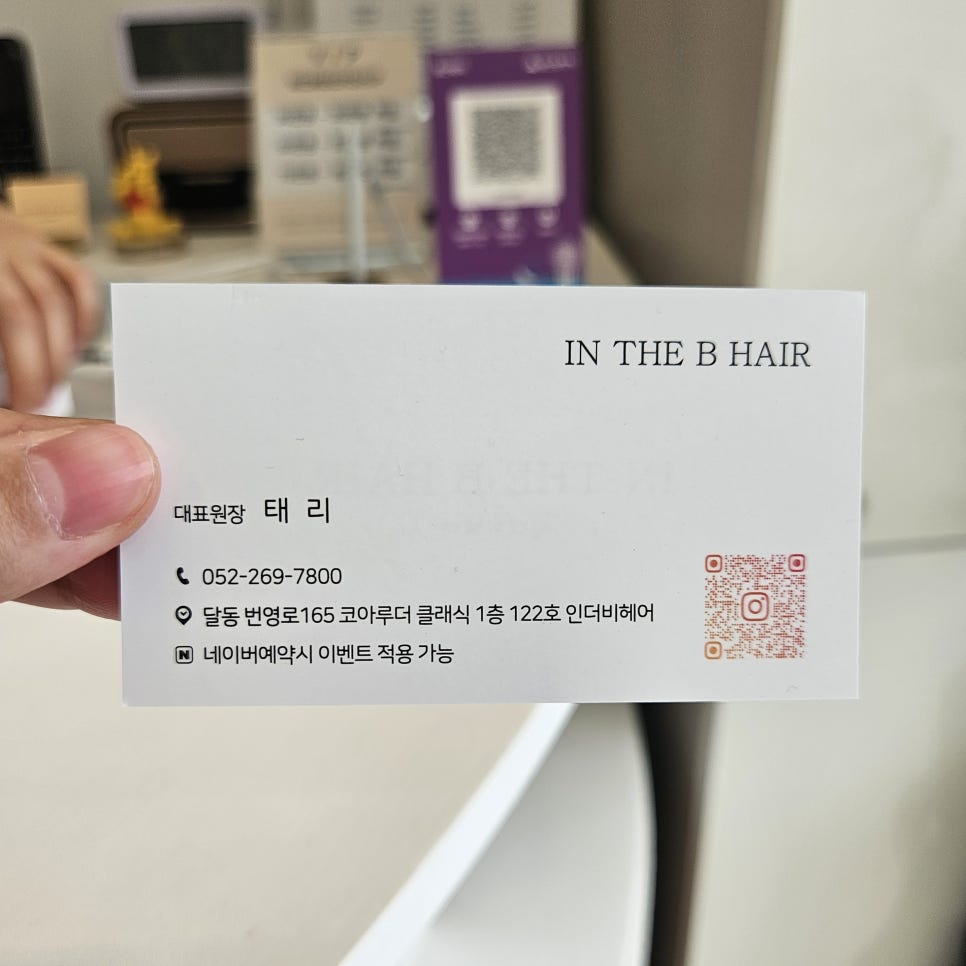 IN THE B HAIR
대표원장 태 리
052-269-7800
달동 번영로165 코아루더 클래식 1층 122호 인더비헤어
네이버예약시 이벤트 적용 가능